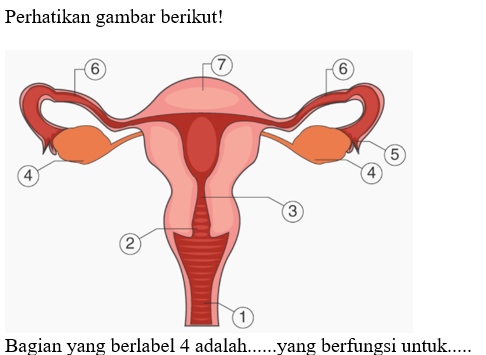 Perhatikan gambar berikut!
6 7 6
4 4 5
3
2
1
Bagian yang berlabel 4 adalah......yang berfungsi untuk.....